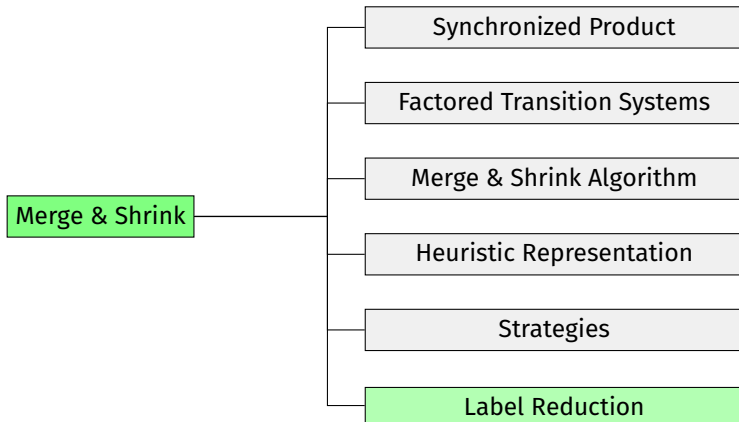 Synchronized Product
Factored Transition Systems
Merge & Shrink Algorithm
Merge & Shrink
Heuristic Representation
Strategies
Label Reduction